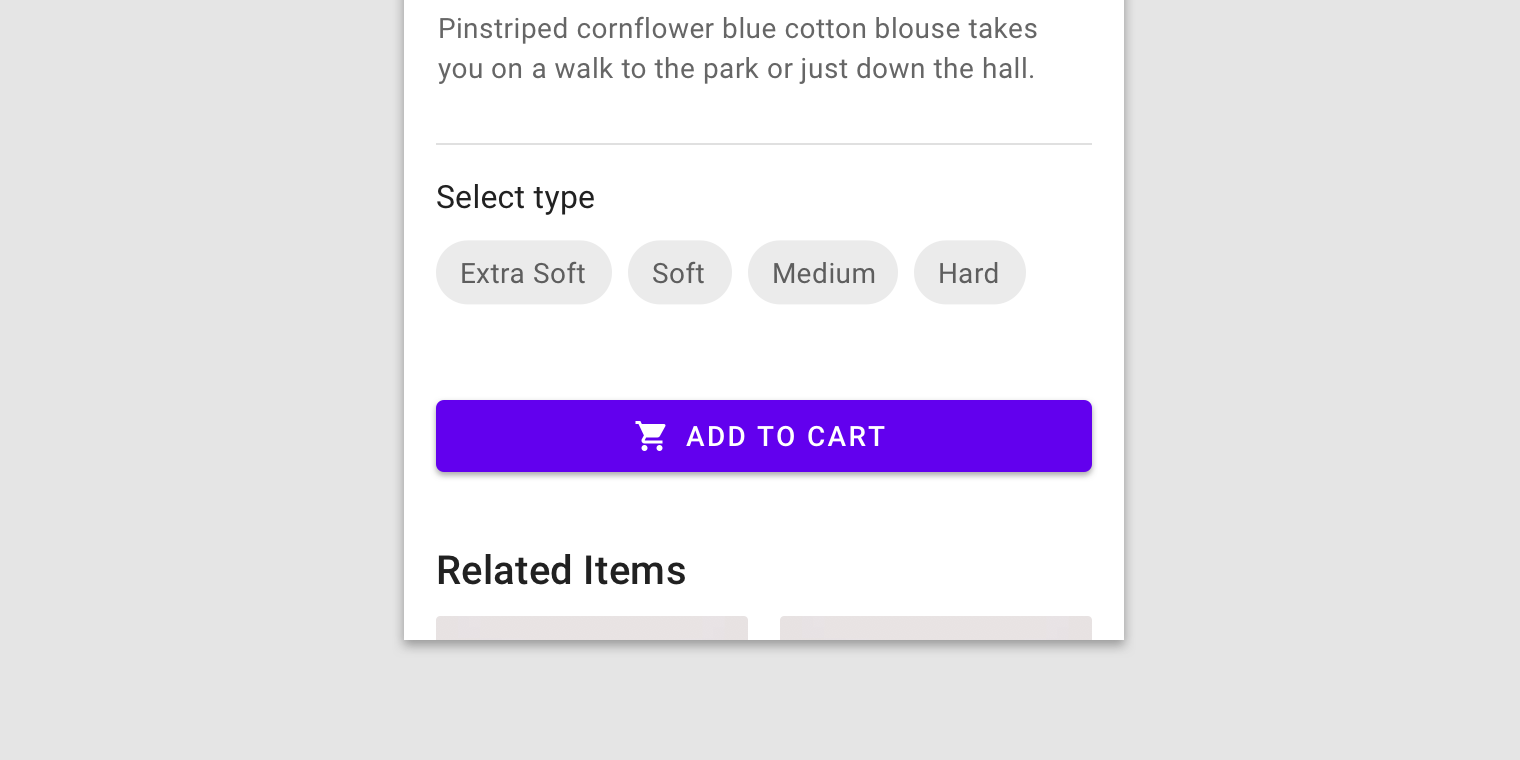 Pinstriped cornflower blue cotton blouse takes
you on a walk to the park or just down the hall.
Select type
Extra Soft Soft Medium Hard
ADD TO CART
Related Items